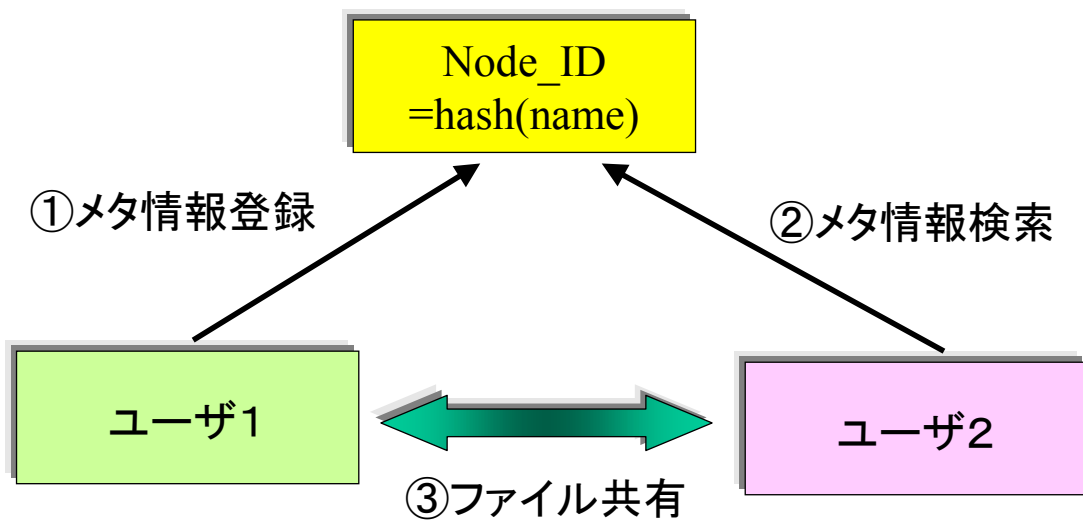 Node_ID
=hash(name)
①メタ情報登録
②メタ情報検索
ユーザ1
ユーザ2
③ファイル共有